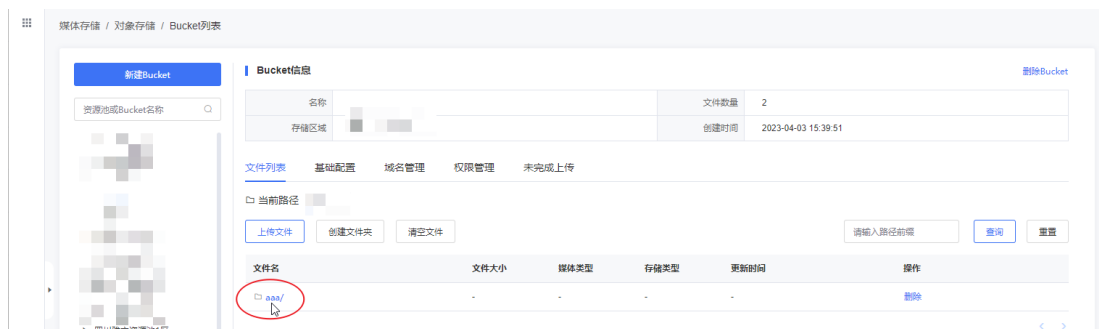 媒体存储 / 对象存储 / Bucket列表
新建Bucket
资源池或Bucket名称
Bucket信息
删除Bucket
名称
文件数量 2
存储区域
创建时间 2023-04-03 15:39:51
文件列表 基础配置 域名管理 权限管理 未完成上传
当前路径
上传文件 创建文件夹 清空文件 请输入路径前缀 查询 重置
文件名 文件大小 媒体类型 存储类型 更新时间 操作
aaa/ - - - - 删除